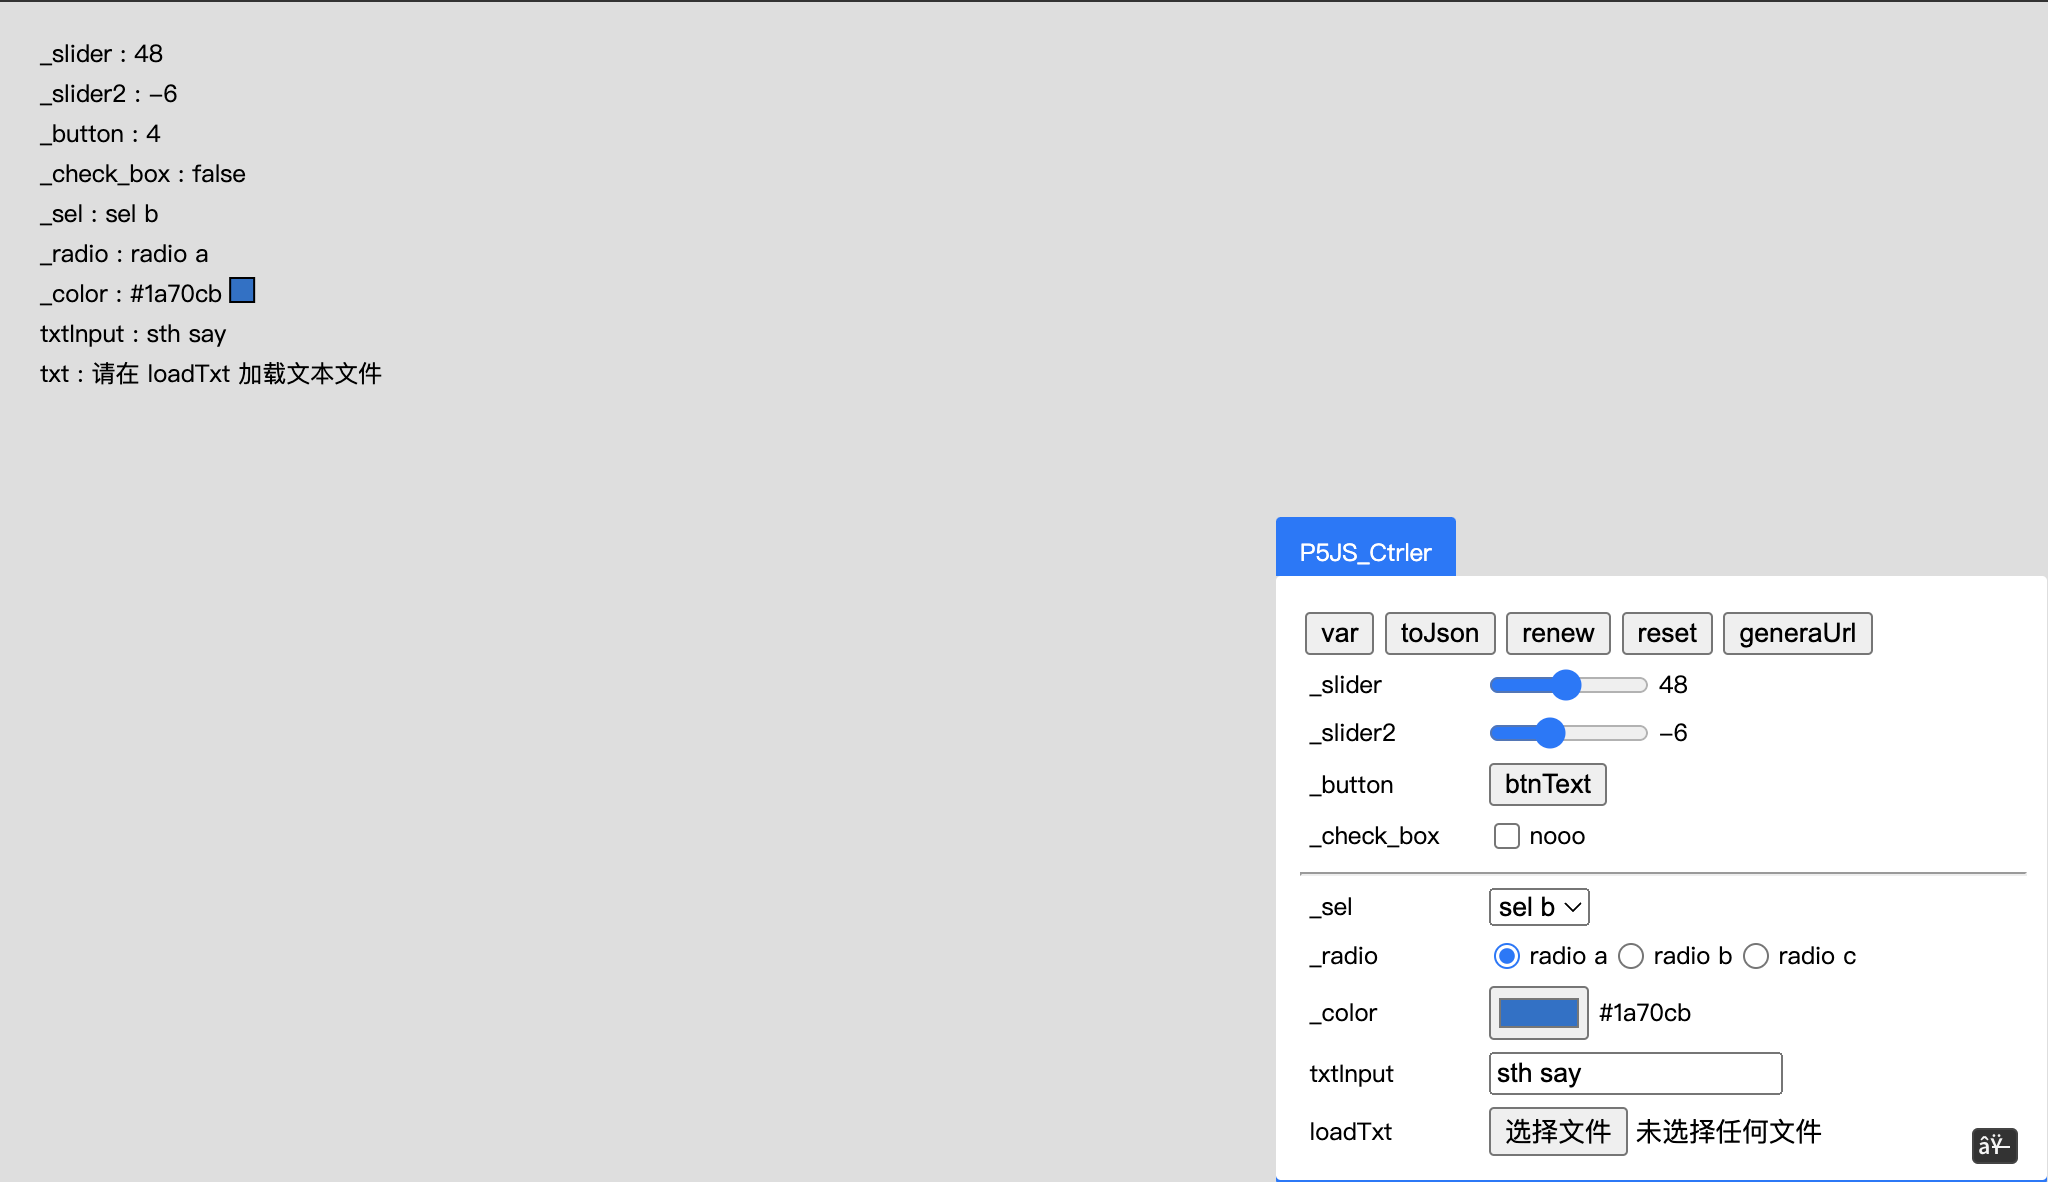 _slider : 48
_slider2 : -6
_button : 4
_check_box : false
_sel : sel b
_radio : radio a
_color : #1a70cb
txtInput : sth say
txt : 请在 loadTxt 加载文本文件
P5JS_Ctrler
var toJson renew reset generaUrl
_slider 48
_slider2 -6
_button btnText
_check_box nooo
_sel sel b
_radio radio a radio b radio c
_color #1a70cb
txtInput sth say
loadTxt 选择文件 未选择任何文件